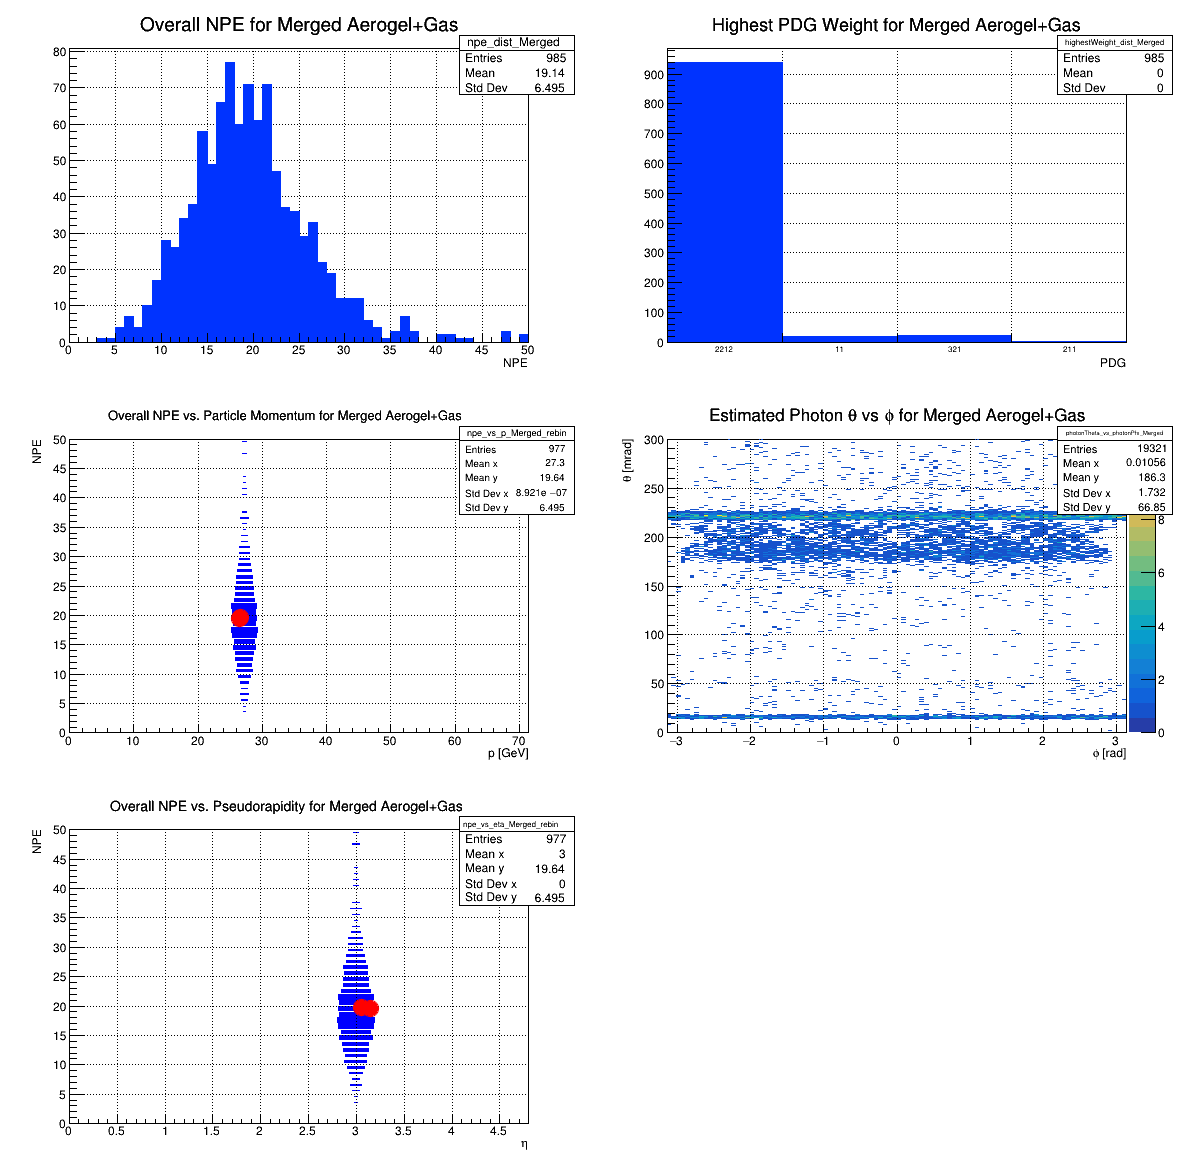 Overall NPE for Merged Aerogel+Gas
npe_dist_Merged
Entries 985
Mean 19.14
Std Dev 6.495
80
70
60
50
40
30
20
10
0
0 5 10 15 20 25 30 35 40 45 50
NPE
Highest PDG Weight for Merged Aerogel+Gas
highestWeight_dist_Merged
Entries 985
Mean 0
Std Dev 0
900
800
700
600
500
400
300
200
100
0
2212 11 321 211
PDG
Overall NPE vs. Particle Momentum for Merged Aerogel+Gas
npe_vs_p_Merged_rebin
Entries 977
Mean x 27.3
Mean y 19.64
Std Dev x 8.921e −07
Std Dev y 6.495
NPE
50
45
40
35
30
25
20
15
10
5
0
0 10 20 30 40 50 60 70
p [GeV]
Estimated Photon θ vs ϕ for Merged Aerogel+Gas
photonTheta_vs_photonPhi_Merged
Entries 19321
Mean x 0.01056
Mean y 186.3
Std Dev x 1.732
Std Dev y 66.85
θ [mrad]
300
250
200
150
100
50
0
−3 −2 −1 0 1 2 3
ϕ [rad]
8
6
4
2
0
Overall NPE vs. Pseudorapidity for Merged Aerogel+Gas
npe_vs_eta_Merged_rebin
Entries 977
Mean x 3
Mean y 19.64
Std Dev x 0
Std Dev y 6.495
NPE
50
45
40
35
30
25
20
15
10
5
0
0 0.5 1 1.5 2 2.5 3 3.5 4 4.5
η